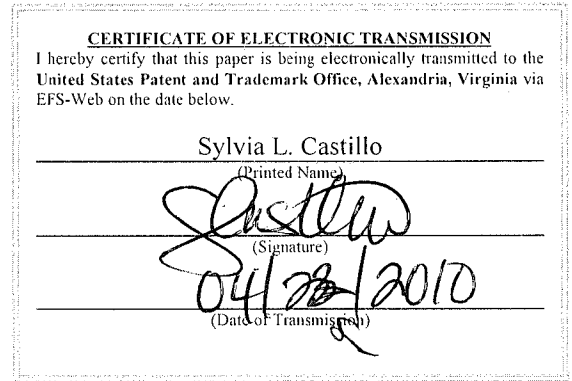 CERTIFICATE OF ELECTRONIC TRANSMISSION
I hereby certify that this paper is being electronically transmitted to the
United States Patent and Trademark Office, Alexandria, Virginia via
EFS-Web on the date below.
Sylvia L. Castillo
(Printed Name)
SCastillo
(Signature)
04/ /2010
(Date of Transmission)